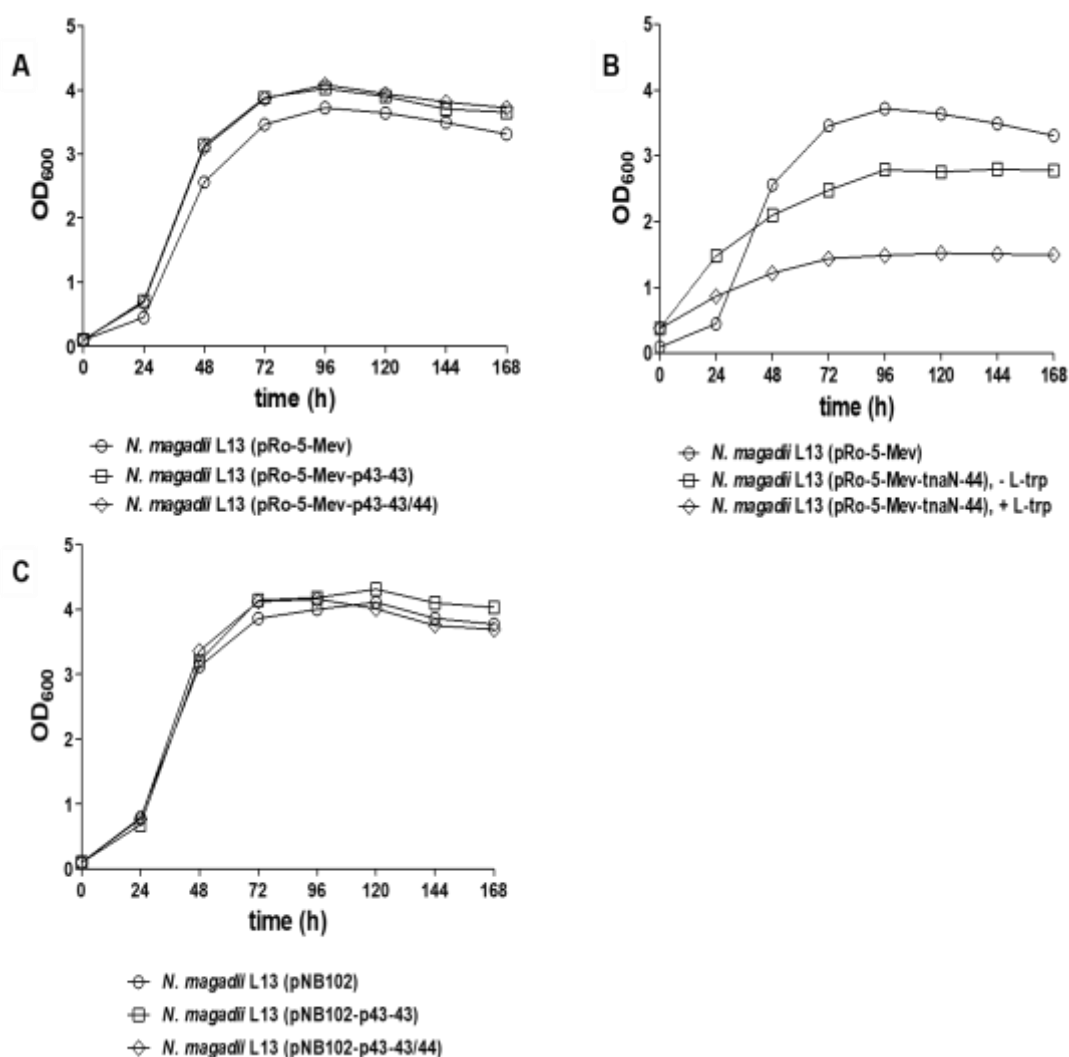 A
OD600
5
4
3
2
1
0
0 24 48 72 96 120 144 168
time (h)
N. magadii L13 (pRo-5-Mev)
N. magadii L13 (pRo-5-Mev-p43-43)
N. magadii L13 (pRo-5-Mev-p43-43/44)
B
OD600
5
4
3
2
1
0
0 24 48 72 96 120 144 168
time (h)
N. magadii L13 (pRo-5-Mev)
N. magadii L13 (pRo-5-Mev-tnaN-44), - L-trp
N. magadii L13 (pRo-5-Mev-tnaN-44), + L-trp
C
OD600
5
4
3
2
1
0
0 24 48 72 96 120 144 168
time (h)
N. magadii L13 (pNB102)
N. magadii L13 (pNB102-p43-43)
N. magadii L13 (pNB102-p43-43/44)